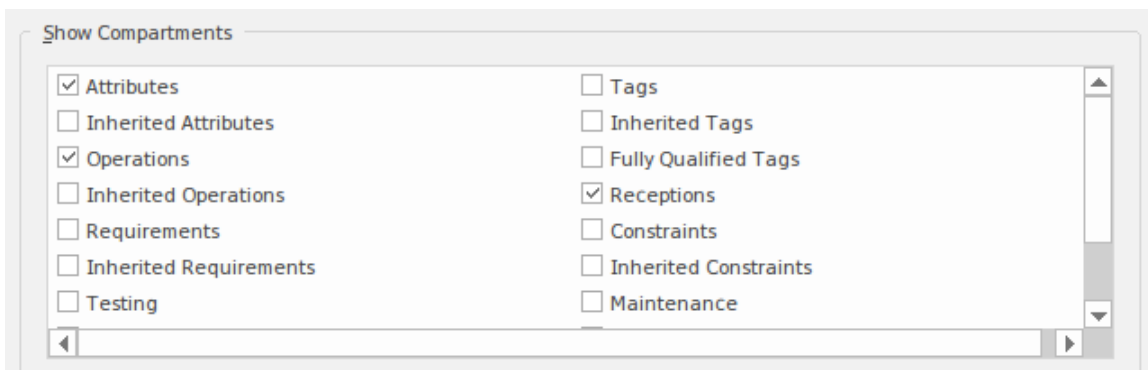 Show Compartments
Attributes
Tags
Inherited Attributes
Inherited Tags
Operations
Fully Qualified Tags
Inherited Operations
Receptions
Requirements
Constraints
Inherited Requirements
Inherited Constraints
Testing
Maintenance